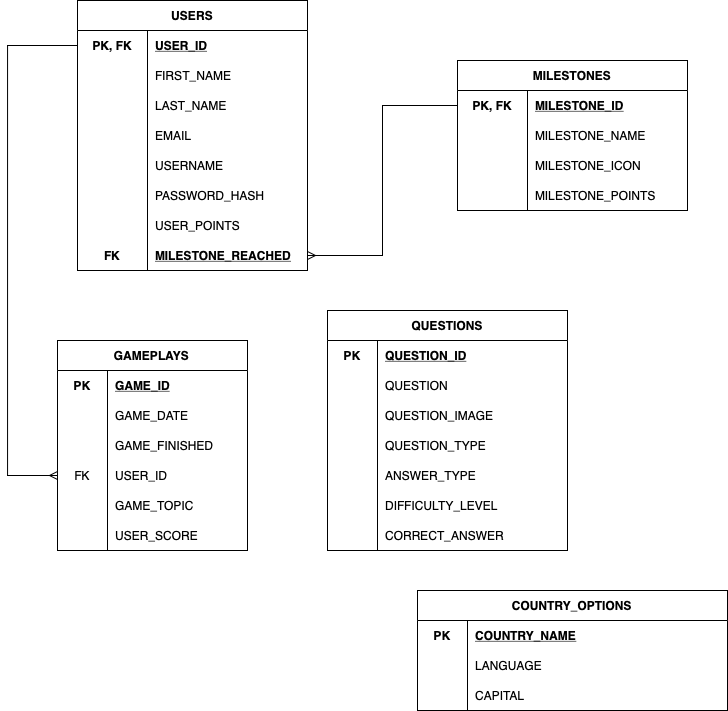 USERS
PK, FK USER_ID
FIRST_NAME
LAST_NAME
EMAIL
USERNAME
PASSWORD_HASH
USER_POINTS
FK MILESTONE_REACHED
MILESTONES
PK, FK MILESTONE_ID
MILESTONE_NAME
MILESTONE_ICON
MILESTONE_POINTS
GAMEPLAYS
PK GAME_ID
GAME_DATE
GAME_FINISHED
FK USER_ID
GAME_TOPIC
USER_SCORE
QUESTIONS
PK QUESTION_ID
QUESTION
QUESTION_IMAGE
QUESTION_TYPE
ANSWER_TYPE
DIFFICULTY_LEVEL
CORRECT_ANSWER
COUNTRY_OPTIONS
PK COUNTRY_NAME
LANGUAGE
CAPITAL